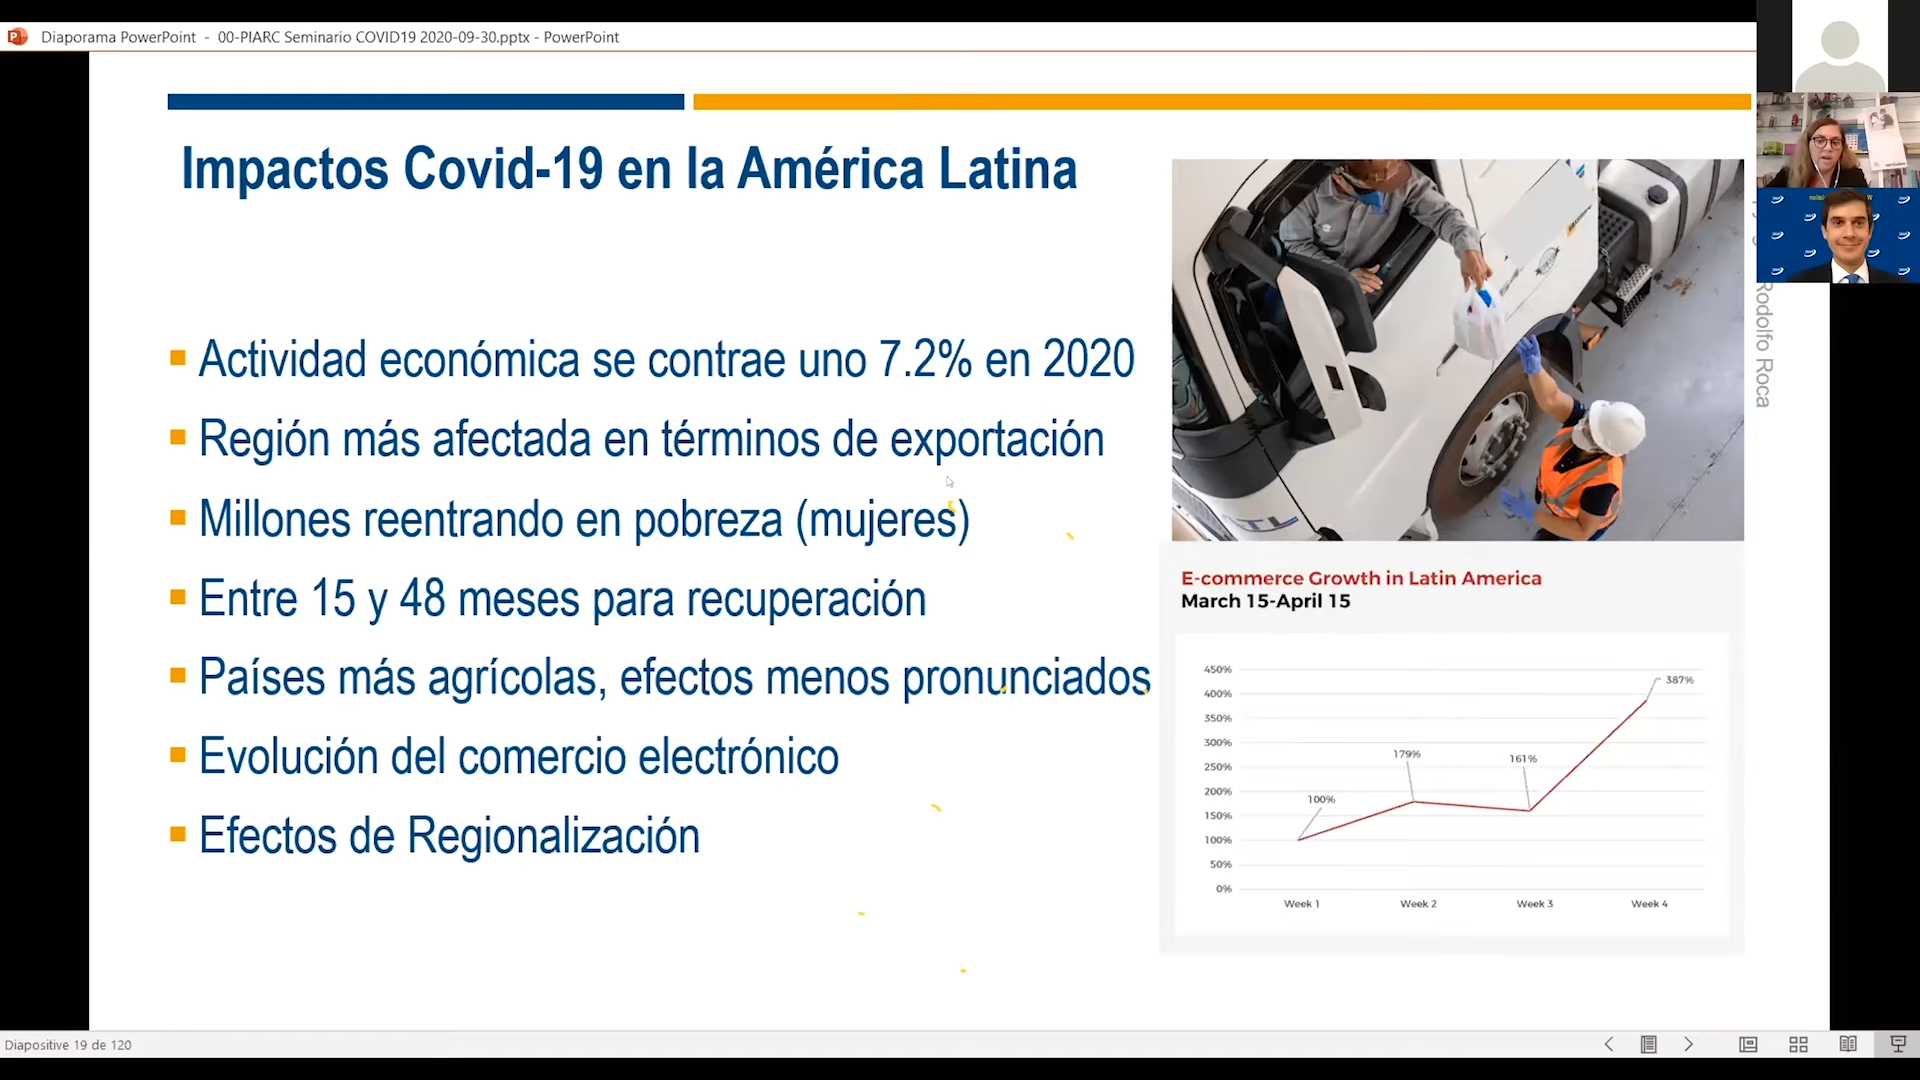 Diaporama PowerPoint - 00-PIARC Seminario COVID19 2020-09-30.pptx - PowerPoint
Impactos Covid-19 en la América Latina
Actividad económica se contrae uno 7.2% en 2020
Región más afectada en términos de exportación
Millones reentrando en pobreza (mujeres)
Entre 15 y 48 meses para recuperación
Países más agrícolas, efectos menos pronunciados
Evolución del comercio electrónico
Efectos de Regionalización
Rodolfo Roca
E-commerce Growth in Latin America
March 15-April 15
450%
400%
350%
300%
250%
200%
150%
100%
50%
0%
100%
179%
161%
387%
Week 1
Week 2
Week 3
Week 4
Diapositive 19 de 120